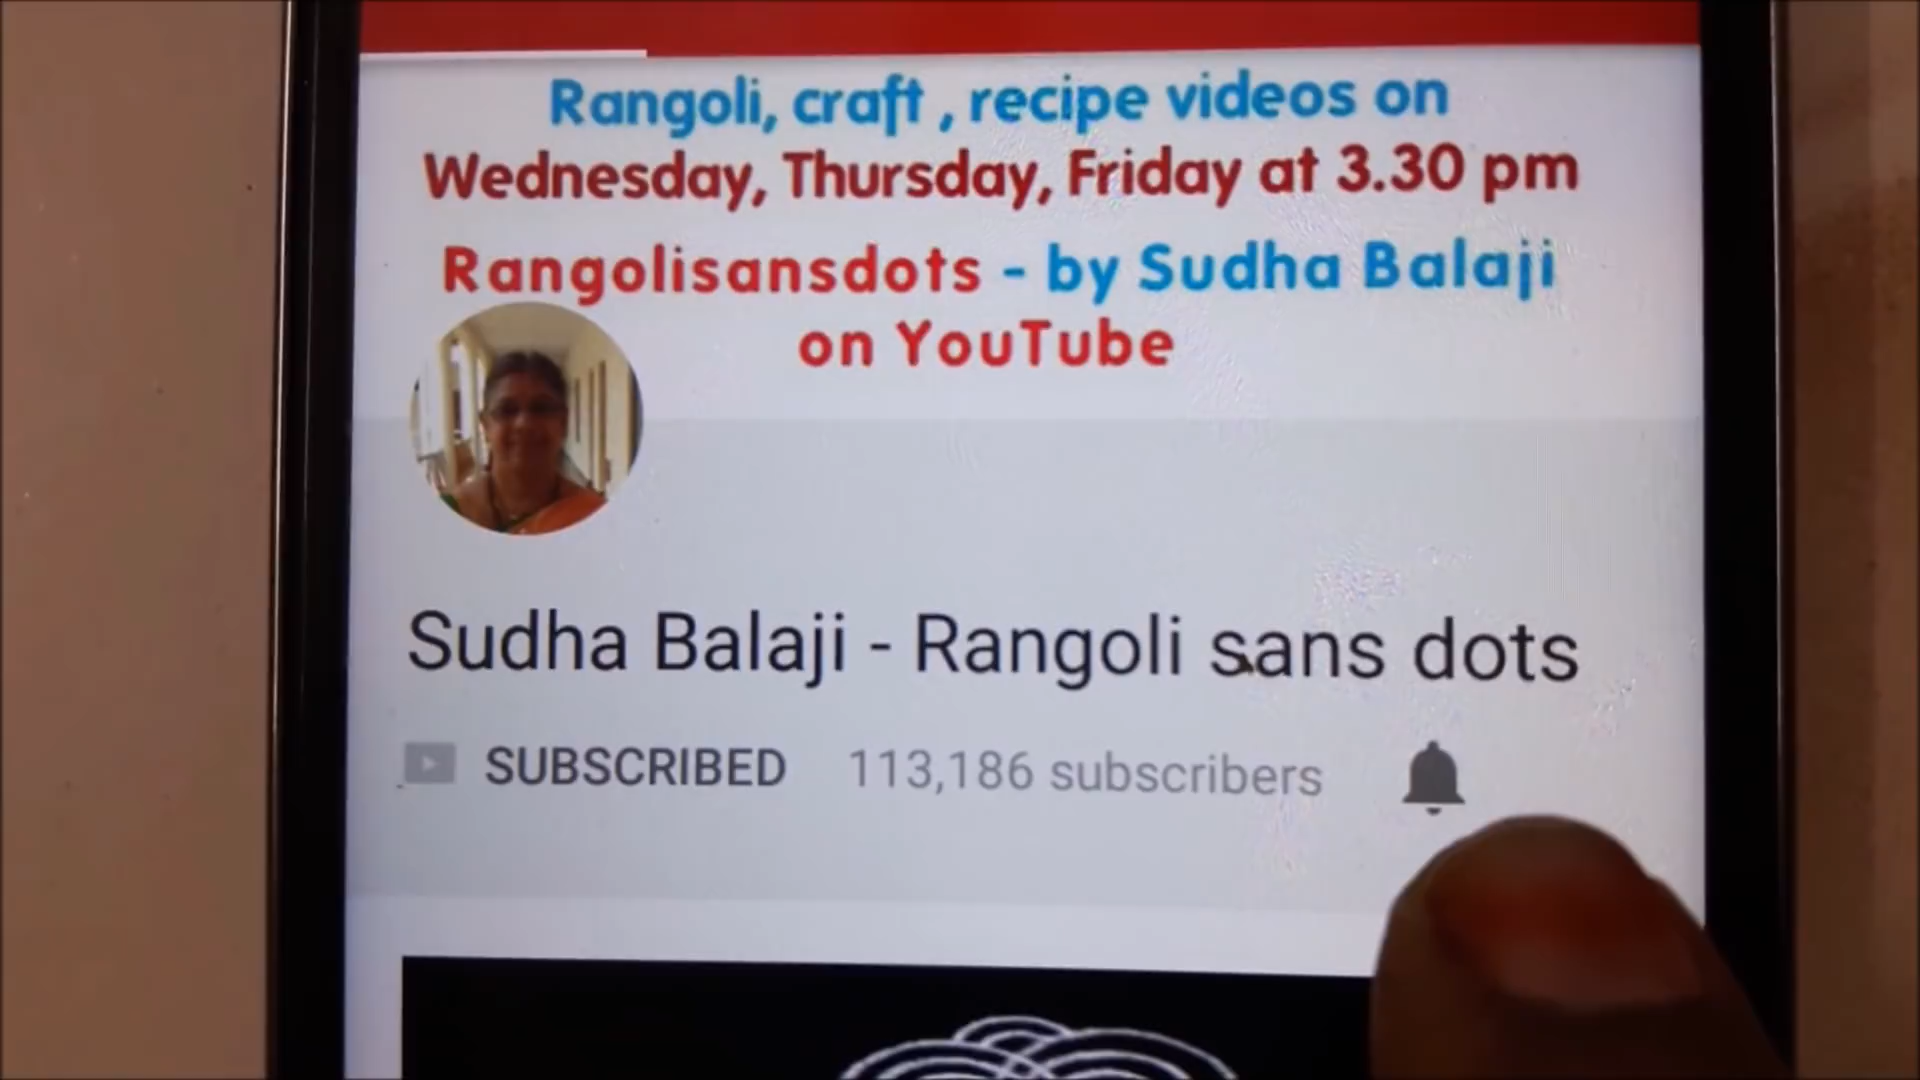 Rangoli, craft , recipe videos on
Wednesday, Thursday, Friday at 3.30 pm
Rangolisansdots - by Sudha Balaji
on YouTube
Sudha Balaji - Rangoli sans dots
SUBSCRIBED 113,186 subscribers